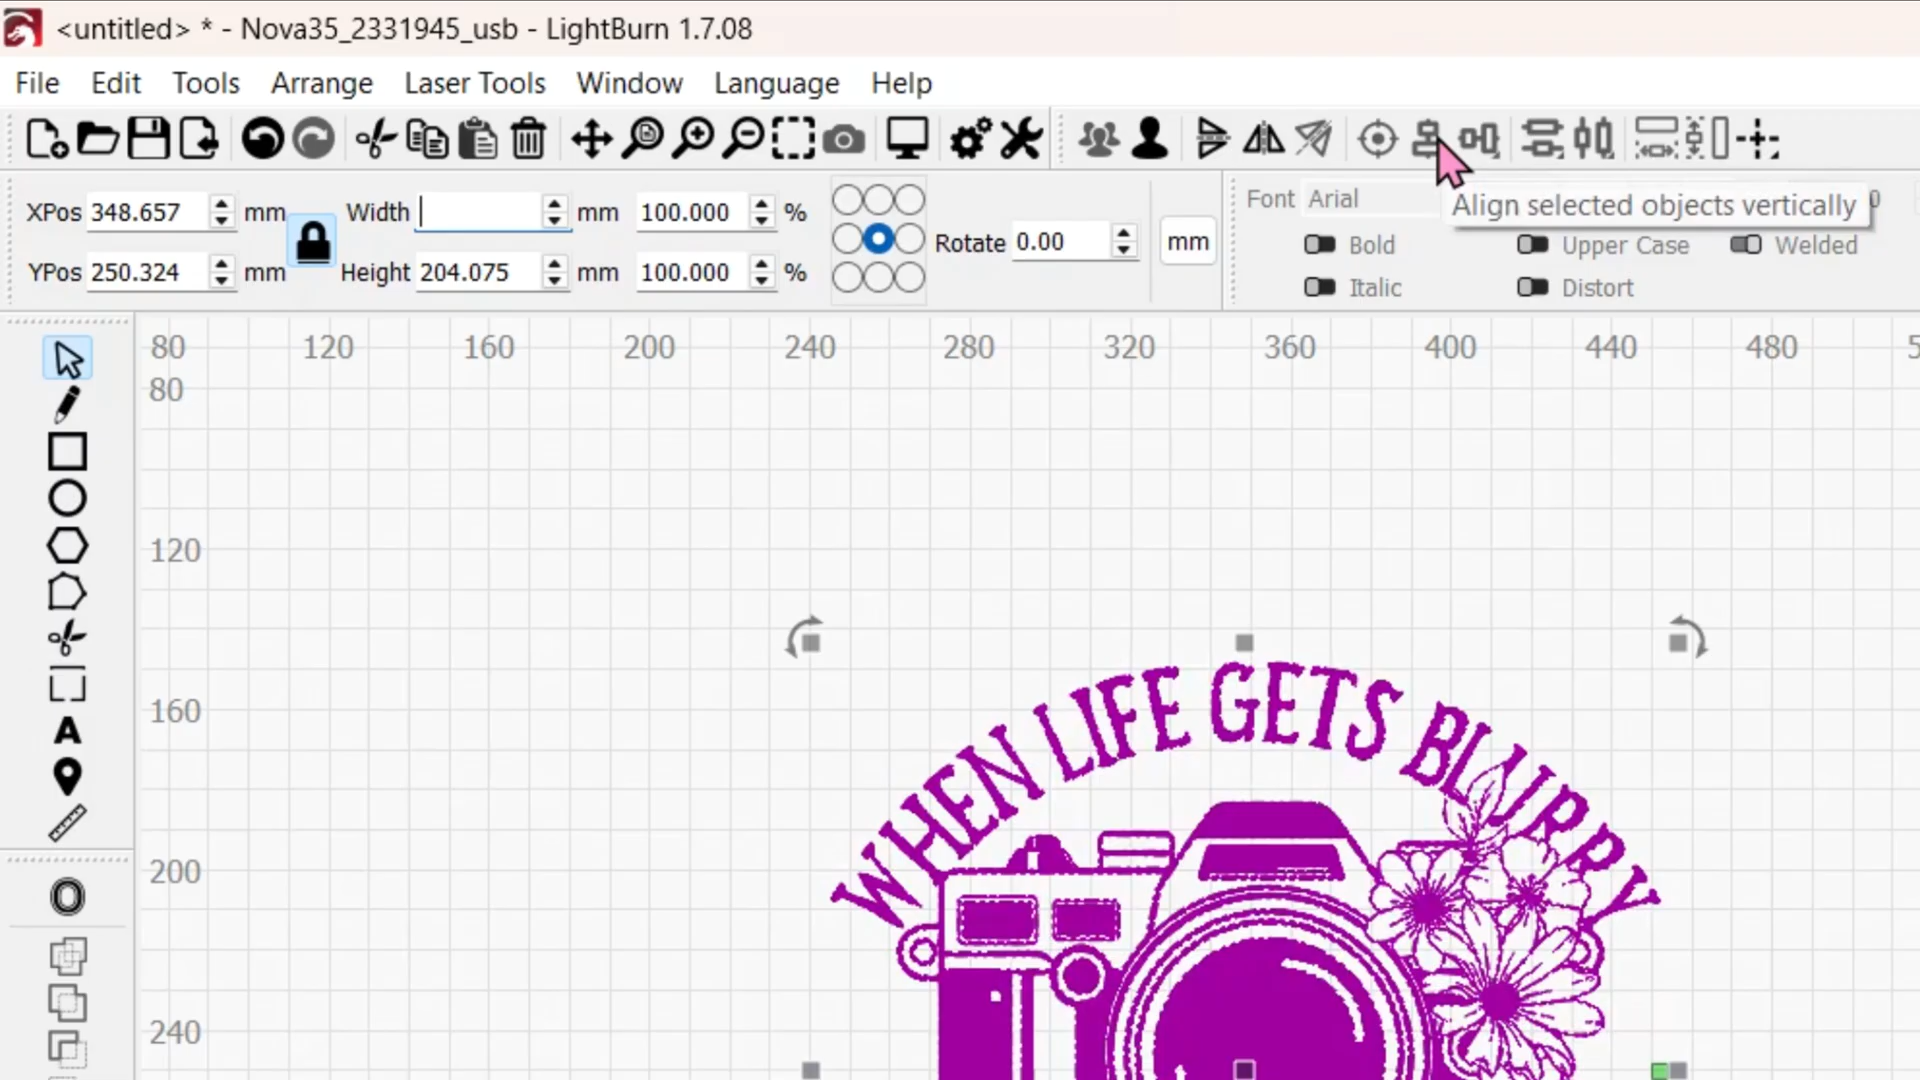 <untitled> * - Nova35_2331945_usb - LightBurn 1.7.08
File Edit Tools Arrange Laser Tools Window Language Help
XPos 348.657 mm Width mm 100.000 % Font Arial 0
Align selected objects vertically
YPos 250.324 mm Height 204.075 mm 100.000 % Rotate 0.00 mm
Bold Upper Case Welded
Italic Distort
80 120 160 200 240 280 320 360 400 440 480 5
80
120
160
200
240
WHEN LIFE GETS BLURRY